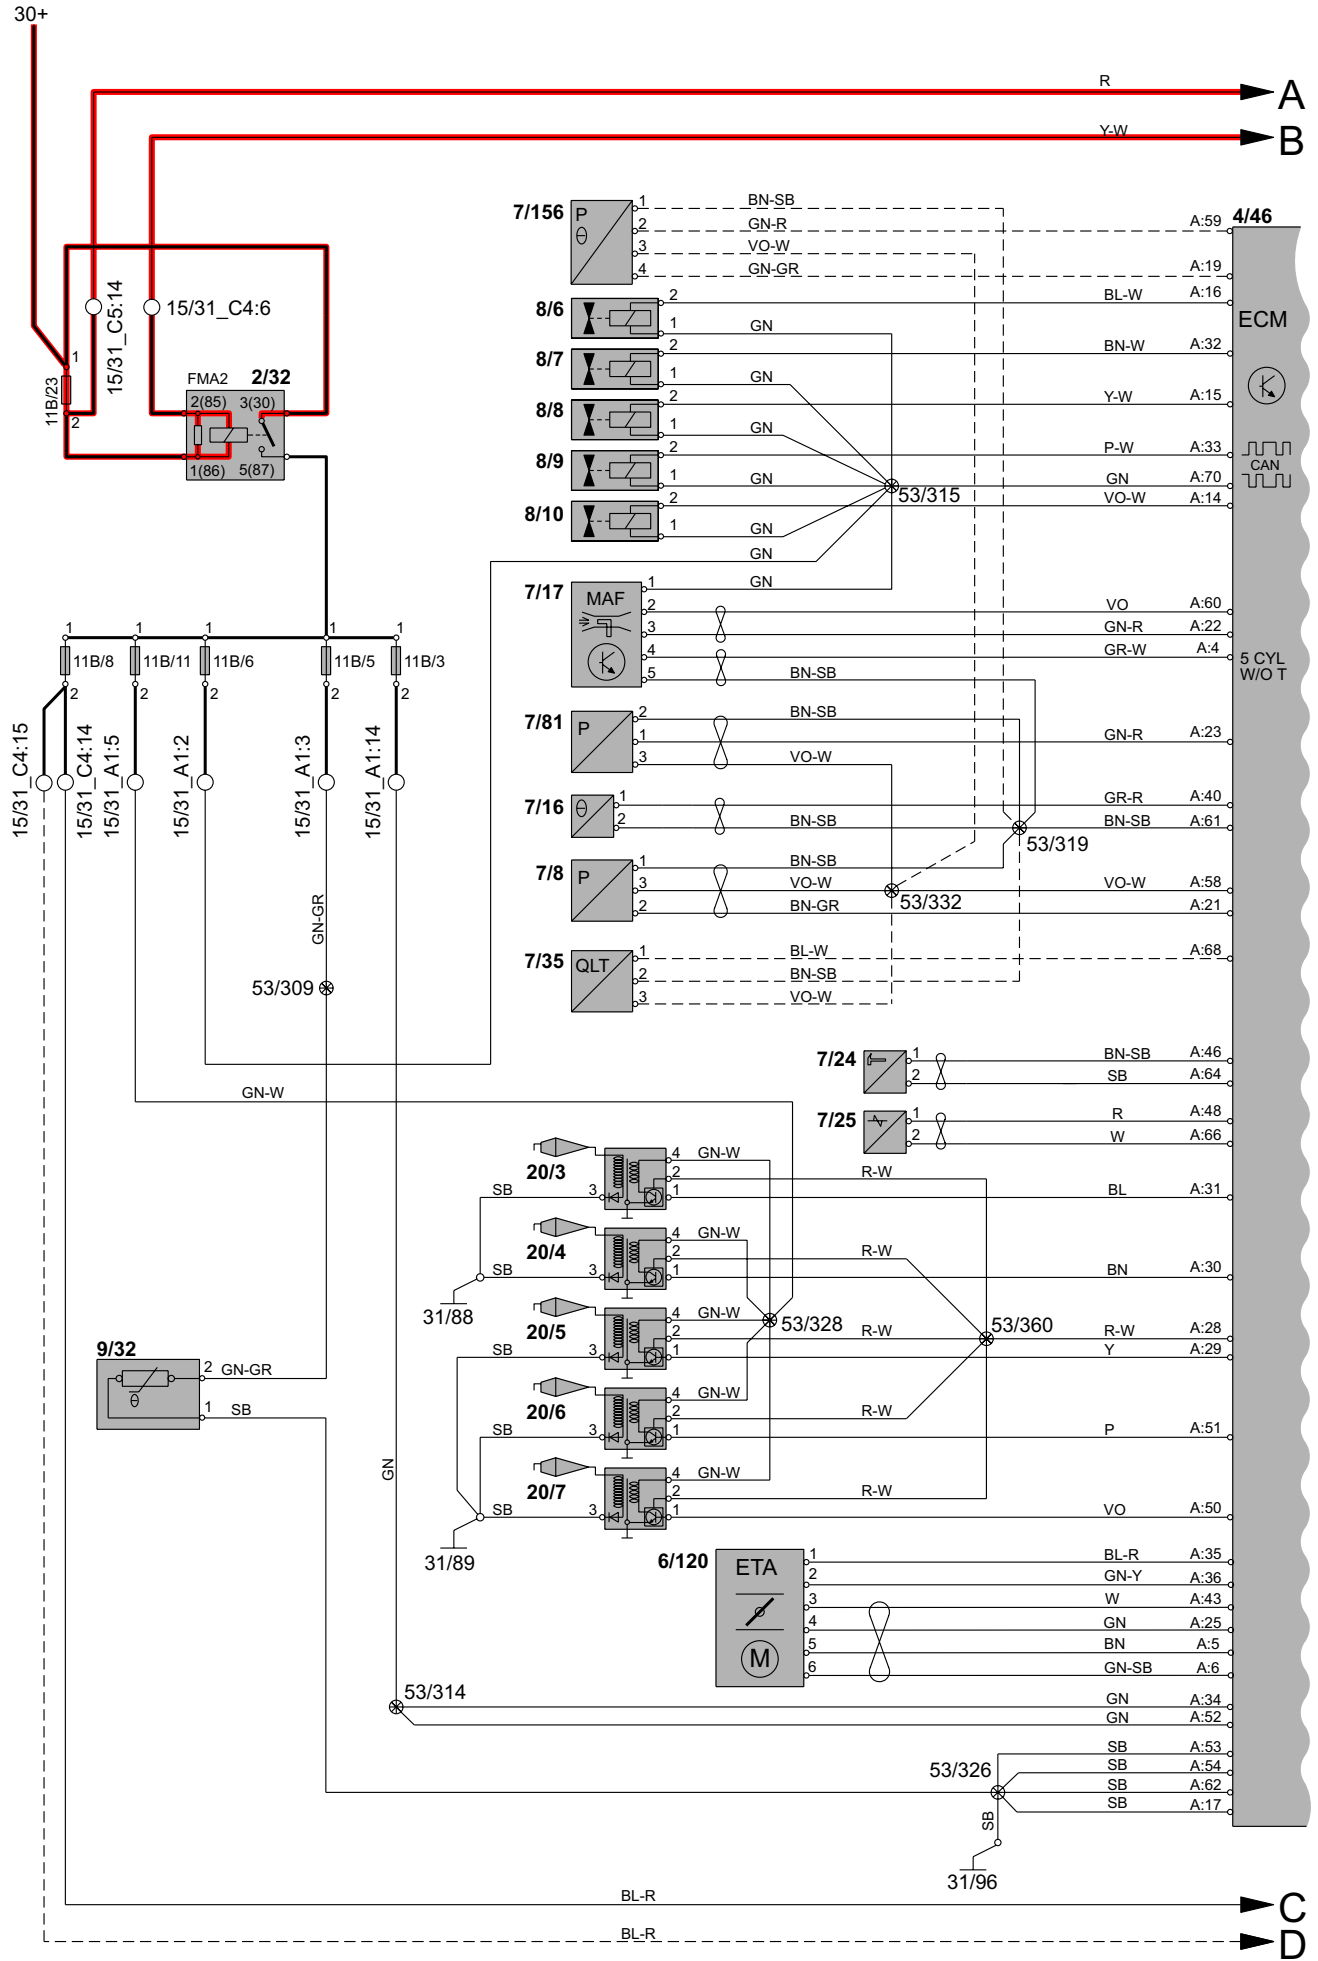 30+
R
A
Y-W
B
15/31_C5:14
15/31_C4:6
1
11B/23
2
FMA2 2/32
2(85) 3(30)
1(86) 5(87)
7/156
P
θ
1 BN-SB
2 GN-R A:59
3 VO-W
4 GN-GR A:19
4/46
ECM
CAN
5 CYL
W/O T
8/6
2 BL-W A:16
1 GN
8/7
2 BN-W A:32
1 GN
8/8
2 Y-W A:15
1 GN
8/9
2 P-W A:33
1 GN GN A:70
53/315
8/10
2 VO-W A:14
1 GN
GN
7/17
MAF
1 GN
2 VO A:60
3 GN-R A:22
4 GR-W A:4
5 BN-SB
7/81
P
2 BN-SB
1 GN-R A:23
3 VO-W
7/16
θ
1 GR-R A:40
2 BN-SB BN-SB A:61
53/319
7/8
P
1 BN-SB
3 VO-W VO-W A:58
53/332
2 BN-GR A:21
7/35
QLT
1 BL-W A:68
2 BN-SB
3 VO-W
1 1 1 1 1
11B/8 11B/11 11B/6 11B/5 11B/3
2 2 2 2 2
15/31_C4:15
15/31_C4:14
15/31_A1:5
15/31_A1:2
15/31_A1:3
15/31_A1:14
GN-GR
53/309
GN-W
7/24
1 BN-SB A:46
2 SB A:64
7/25
1 R A:48
2 W A:66
20/3
4 GN-W
2 R-W
SB 3 1 BL A:31
20/4
4 GN-W
2 R-W
SB 3 1 BN A:30
31/88
20/5
4 GN-W
53/328
53/360
2 R-W R-W A:28
SB 3 1 Y A:29
20/6
4 GN-W
2 R-W
SB 3 1 P A:51
20/7
4 GN-W
2 R-W
SB 3 1 VO A:50
31/89
9/32
θ
2 GN-GR
1 SB
GN
6/120
ETA
M
1 BL-R A:35
2 GN-Y A:36
3 W A:43
4 GN A:25
5 BN A:5
6 GN-SB A:6
53/314
GN A:34
GN A:52
53/326
SB A:53
SB A:54
SB A:62
SB A:17
SB
31/96
BL-R
C
BL-R
D